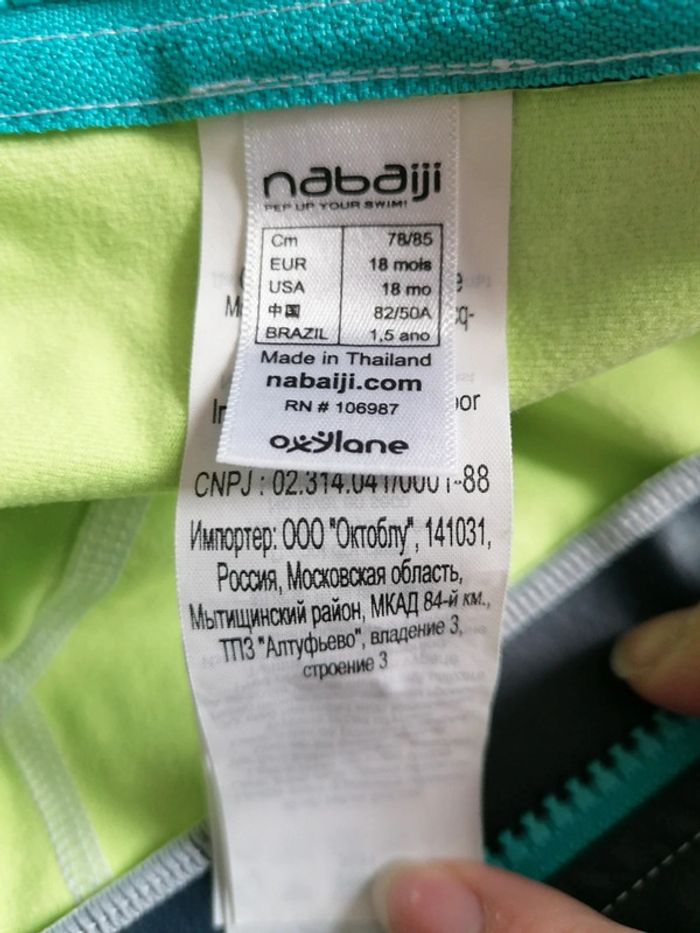 nabaiji
PEP UP YOUR SWIM!
Cm 78/85
EUR 18 mois
USA 18 mo
中国 82/50A
BRAZIL 1,5 ano
Made in Thailand
nabaiji.com
RN # 106987
oxylane
CNPJ : 02.314.041/0001-88
Импортер: ООО "Октоблу", 141031,
Россия, Московская область,
Мытищинский район, МКАД 84-й км.,
ТПЗ "Алтуфьево", владение 3,
строение 3